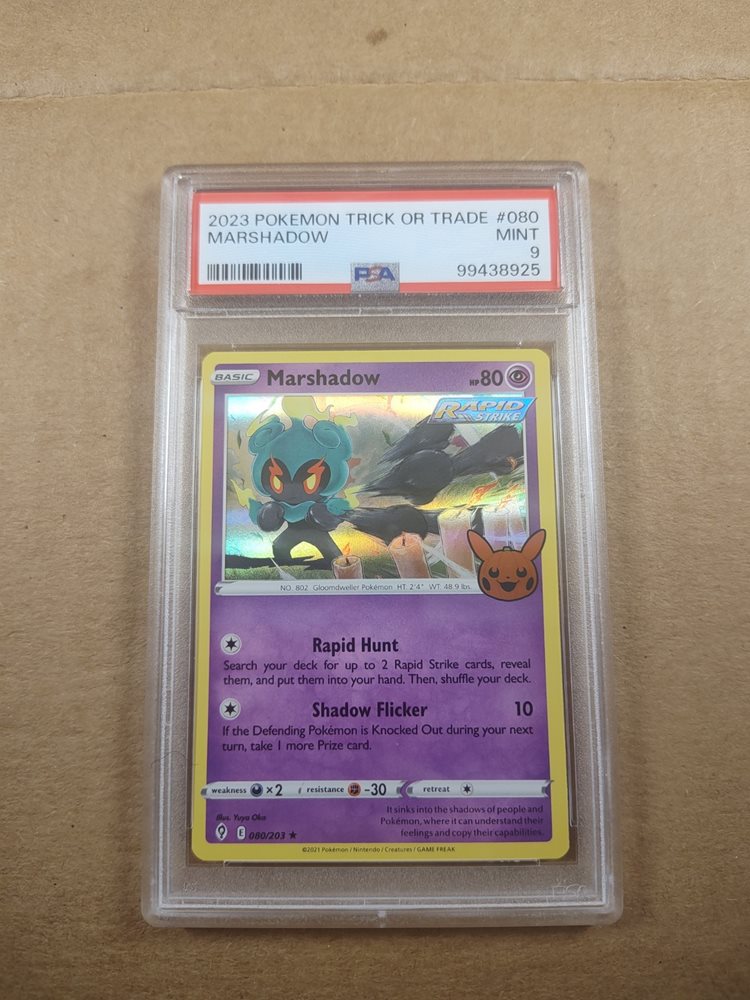 2023 POKEMON TRICK OR TRADE #080
MARSHADOW MINT
9
PSA 99438925
BASIC Marshadow HP 80
RAPID
STRIKE
NO. 802 Gloomdweller Pokémon HT. 2'4" WT. 48.9 lbs.
Rapid Hunt
Search your deck for up to 2 Rapid Strike cards, reveal
them, and put them into your hand. Then, shuffle your deck.
Shadow Flicker 10
If the Defending Pokémon is Knocked Out during your next
turn, take 1 more Prize card.
weakness ×2 resistance -30 retreat
It sinks into the shadows of people and
Pokémon, where it can understand their
feelings and copy their capabilities.
Illus. Yuya Oka
E 080/203 ★
©2021 Pokémon / Nintendo / Creatures / GAME FREAK
PSA